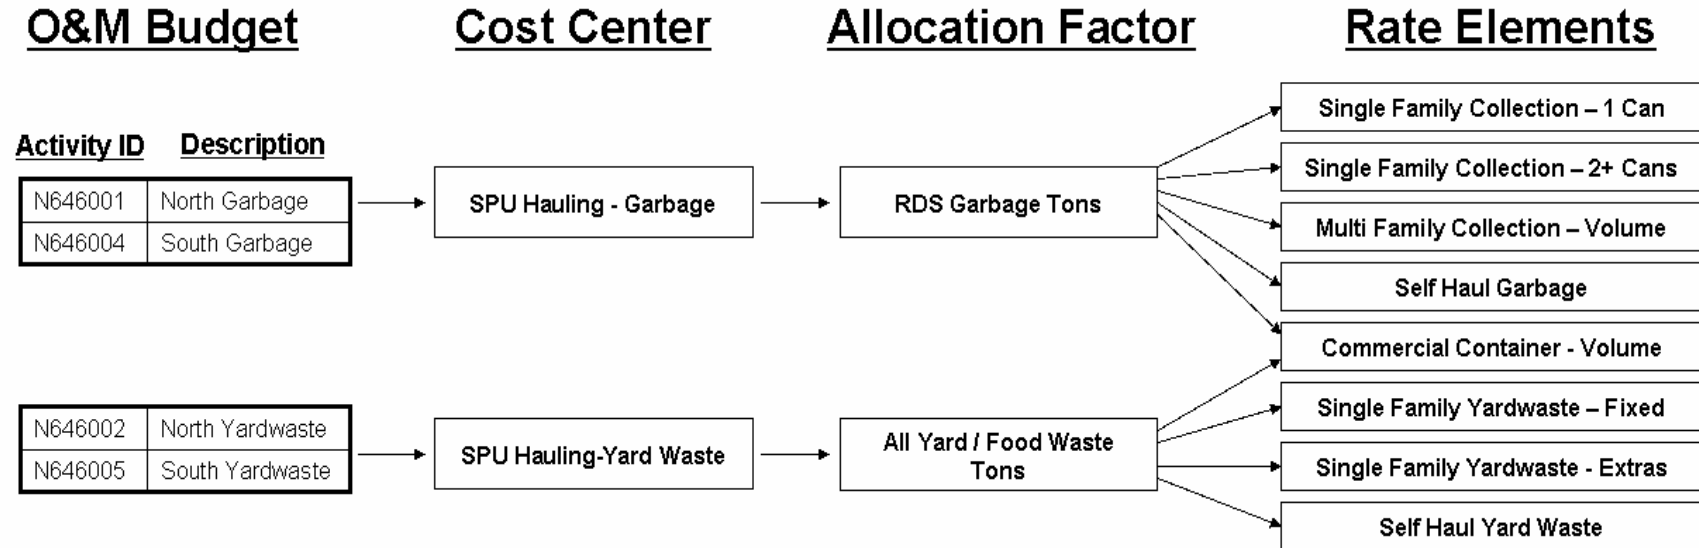 O&M Budget
Cost Center
Allocation Factor
Rate Elements
Activity ID
Description
N646001
North Garbage
N646004
South Garbage
SPU Hauling - Garbage
RDS Garbage Tons
Single Family Collection – 1 Can
Single Family Collection – 2+ Cans
Multi Family Collection – Volume
Self Haul Garbage
Commercial Container - Volume
N646002
North Yardwaste
N646005
South Yardwaste
SPU Hauling-Yard Waste
All Yard / Food Waste
Tons
Single Family Yardwaste – Fixed
Single Family Yardwaste - Extras
Self Haul Yard Waste